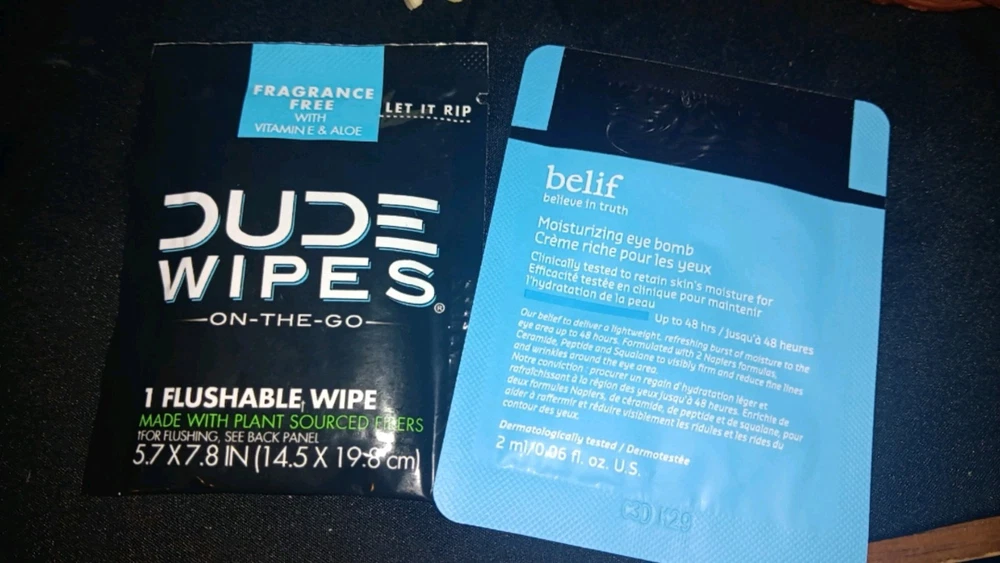 FRAGRANCE
FREE
WITH
VITAMIN E & ALOE
LET IT RIP
DUDE
WIPES®
ON-THE-GO
1 FLUSHABLE† WIPE
MADE WITH PLANT SOURCED FIBERS
†FOR FLUSHING, SEE BACK PANEL
5.7 X 7.8 IN (14.5 X 19.8 cm)
belif
believe in truth
Moisturizing eye bomb
Crème riche pour les yeux
Clinically tested to retain skin's moisture for
Efficacité testée en clinique pour maintenir
l'hydratation de la peau
Up to 48 hrs / Jusqu'à 48 heures
Our belief to deliver a lightweight, refreshing burst of moisture to the
eye area up to 48 hours. Formulated with 2 Napiers formulas,
Ceramide, Peptide and Squalane to visibly firm and reduce fine lines
and wrinkles around the eye area.
Notre conviction : procurer un regain d'hydratation léger et
rafraîchissant à la région des yeux jusqu'à 48 heures. Enrichie de
deux formules Napiers, de céramide, de peptide et de squalane, pour
aider à raffermir et réduire visiblement les ridules et les rides du
contour des yeux.
Dermatologically tested / Dermotestée
2 ml/0.06 fl. oz. U.S.